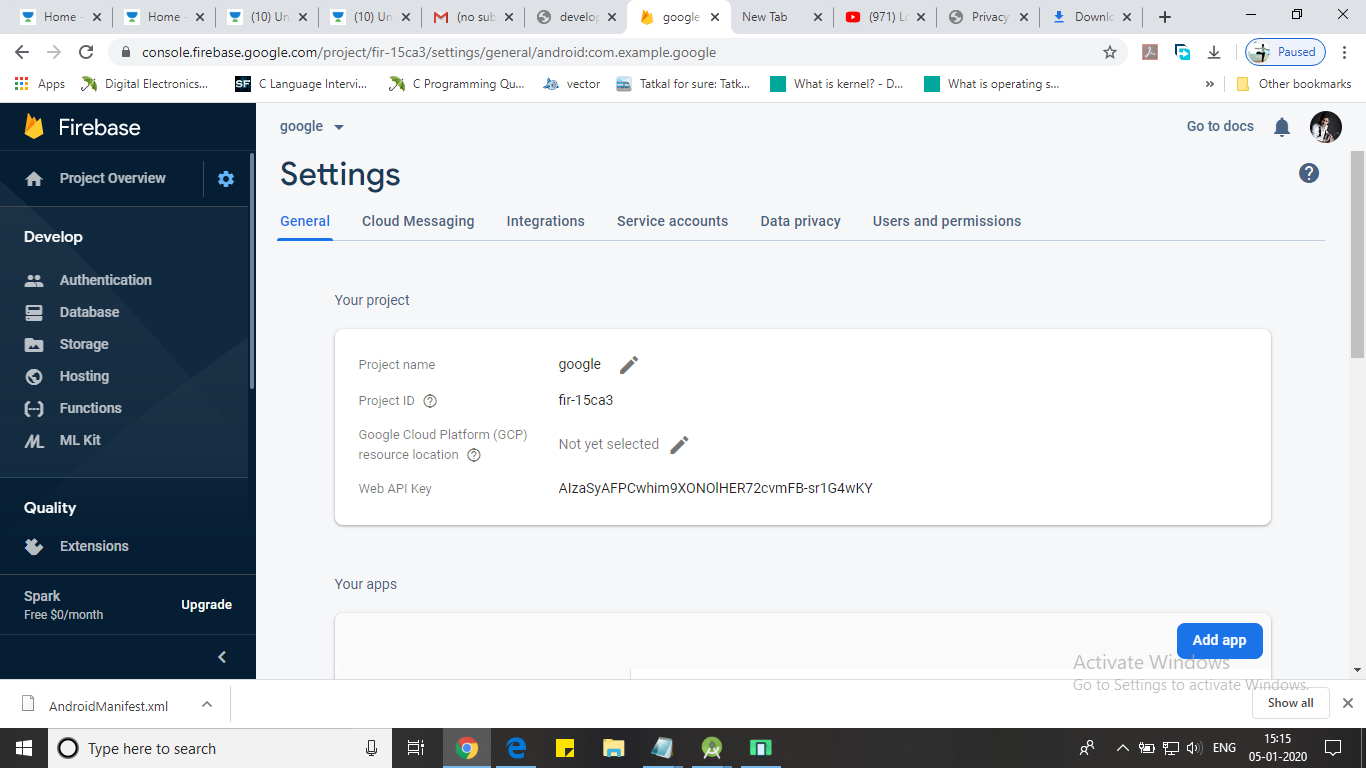 Home -
Home -
(10) Un
(10) Un
(no sub
develop
google
New Tab
(971) Lo
Privacy
Downlo
console.firebase.google.com/project/fir-15ca3/settings/general/android:com.example.google
Paused
Apps
Digital Electronics...
SF
C Language Intervi...
C Programming Qu...
vector
Tatkal for sure: Tatk...
What is kernel? - D...
What is operating s...
»
Other bookmarks
Firebase
google
Go to docs
Project Overview
Settings
General
Cloud Messaging
Integrations
Service accounts
Data privacy
Users and permissions
Develop
Authentication
Database
Storage
Hosting
Functions
ML Kit
Quality
Extensions
Spark
Free $0/month
Upgrade
Your project
Project name
google
Project ID
fir-15ca3
Google Cloud Platform (GCP)
resource location
Not yet selected
Web API Key
AIzaSyAFPCwhim9XONOlHER72cvmFB-sr1G4wKY
Your apps
Add app
Activate Windows
Go to Settings to activate Windows.
AndroidManifest.xml
Show all
Type here to search
ENG
15:15
05-01-2020